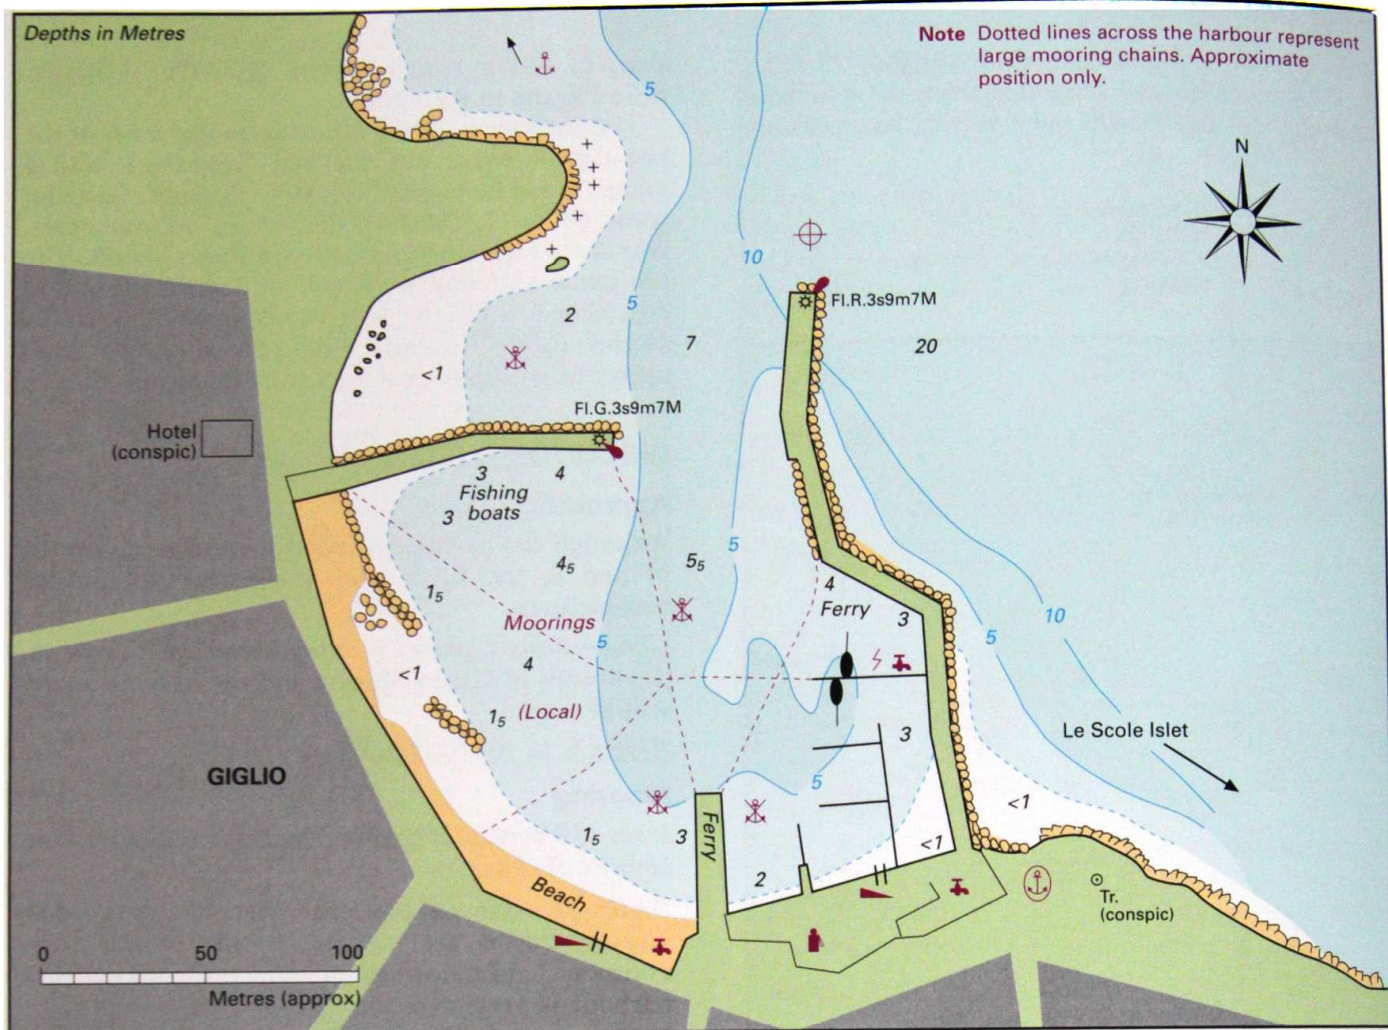 Depths in Metres
Note Dotted lines across the harbour represent
large mooring chains. Approximate
position only.
5
N
10
5
Fl.R.3s9m7M
2
7
20
<1
Fl.G.3s9m7M
Hotel
(conspic)
3
4
Fishing
boats
3
5
4₅
5₅
4
1₅
Ferry
3
10
Moorings
5
5
4
<1
1₅
(Local)
3
Le Scole Islet
GIGLIO
5
<1
1₅
3
Ferry
<1
2
Beach
Tr.
(conspic)
0
50
100
Metres (approx)